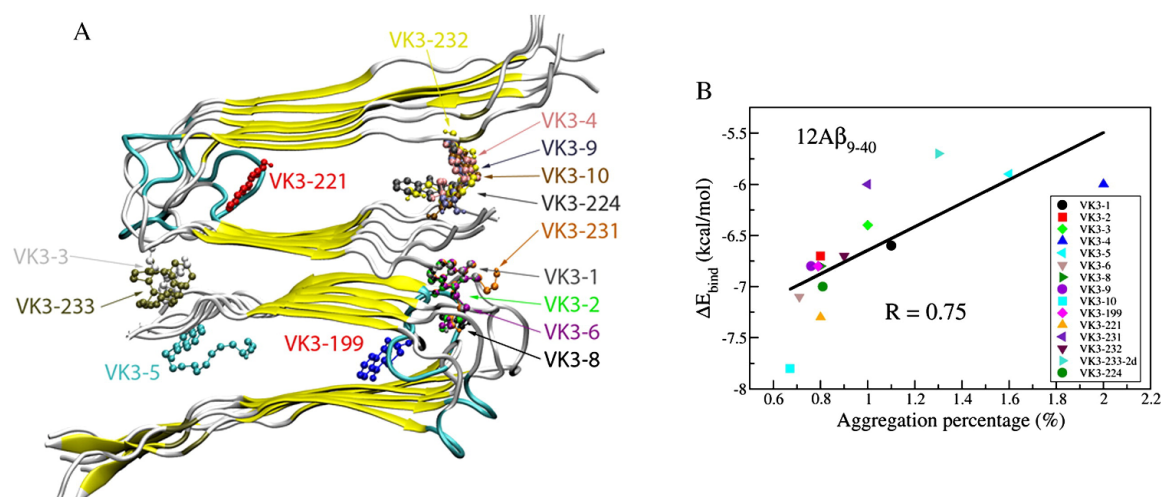 A
VK3-232
VK3-4
VK3-9
VK3-10
VK3-224
VK3-231
VK3-221
VK3-3
VK3-233
VK3-1
VK3-2
VK3-6
VK3-8
VK3-199
VK3-5
B
12Aβ9-40
-5.5
-6
-6.5
-7
-7.5
-8
ΔEbind (kcal/mol)
R = 0.75
VK3-1
VK3-2
VK3-3
VK3-4
VK3-5
VK3-6
VK3-8
VK3-9
VK3-10
VK3-199
VK3-221
VK3-231
VK3-232
VK3-233-2d
VK3-224
0.6 0.8 1 1.2 1.4 1.6 1.8 2 2.2
Aggregation percentage (%)